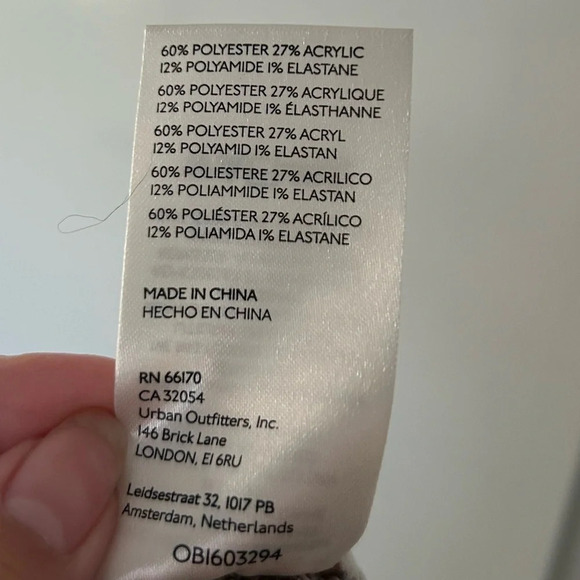 60% POLYESTER 27% ACRYLIC
12% POLYAMIDE 1% ELASTANE
60% POLYESTER 27% ACRYLIQUE
12% POLYAMIDE 1% ÉLASTHANNE
60% POLYESTER 27% ACRYL
12% POLYAMID 1% ELASTAN
60% POLIESTERE 27% ACRILICO
12% POLIAMMIDE 1% ELASTAN
60% POLIÉSTER 27% ACRÍLICO
12% POLIAMIDA 1% ELASTANE
MADE IN CHINA
HECHO EN CHINA
RN 66170
CA 32054
Urban Outfitters, Inc.
146 Brick Lane
LONDON, E1 6RU
Leidsestraat 32, 1017 PB
Amsterdam, Netherlands
OB1603294